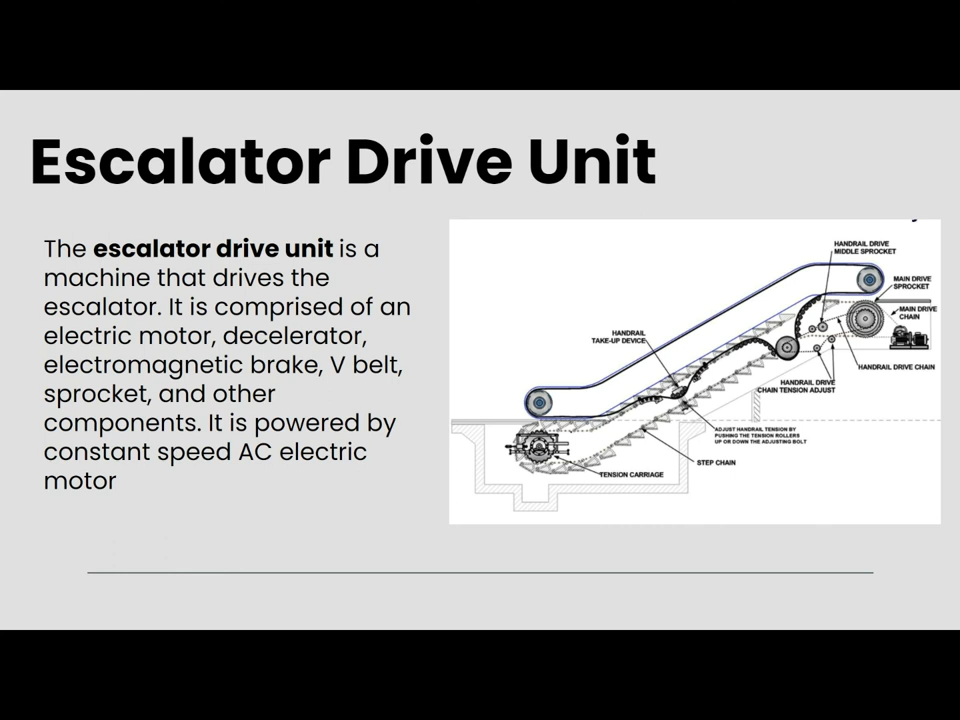 Escalator Drive Unit
The escalator drive unit is a
machine that drives the
escalator. It is comprised of an
electric motor, decelerator,
electromagnetic brake, V belt,
sprocket, and other
components. It is powered by
constant speed AC electric
motor
HANDRAIL DRIVE
MIDDLE SPROCKET
MAIN DRIVE
SPROCKET
MAIN DRIVE
CHAIN
HANDRAIL
TAKE-UP DEVICE
HANDRAIL DRIVE CHAIN
HANDRAIL DRIVE
CHAIN TENSION ADJUST
ADJUST HANDRAIL TENSION BY
PUSHING THE TENSION ROLLERS
UP OR DOWN THE ADJUSTING BOLT
STEP CHAIN
TENSION CARRIAGE